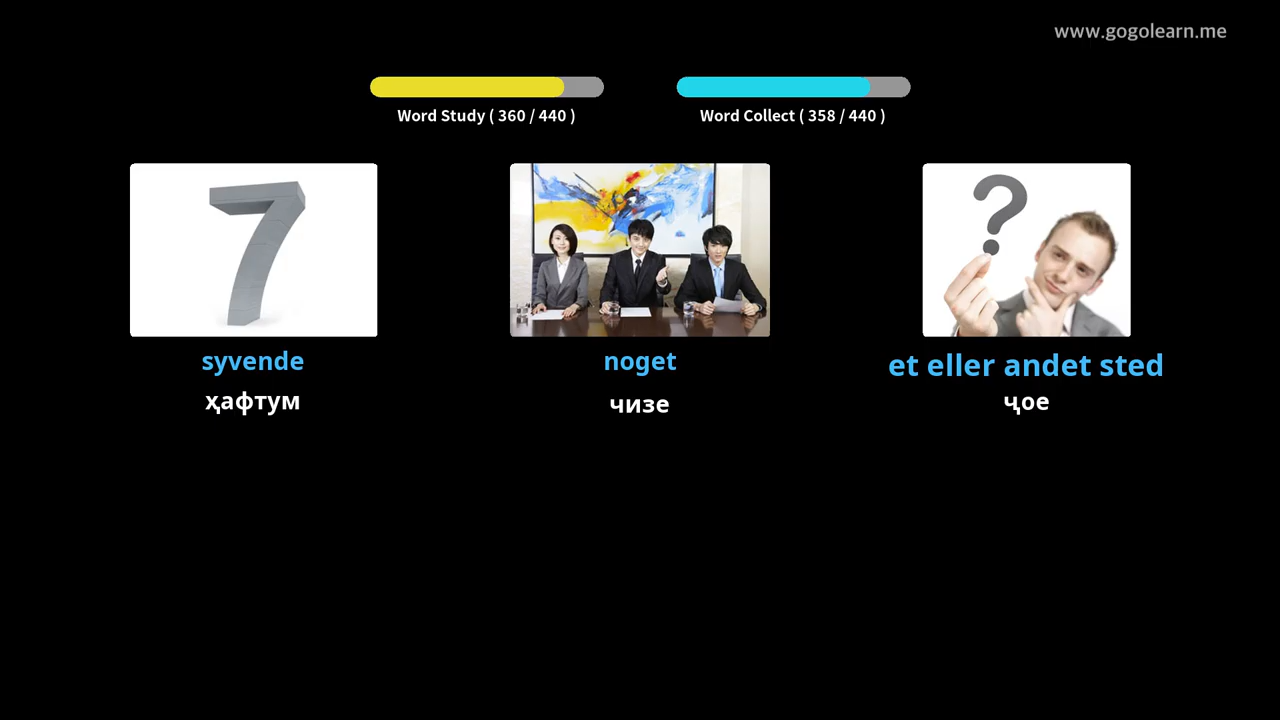 www.gogolearn.me
Word Study ( 360 / 440 )
Word Collect ( 358 / 440 )
7
?
syvende
noget
et eller andet sted
ҳафтум
чизе
ҷое